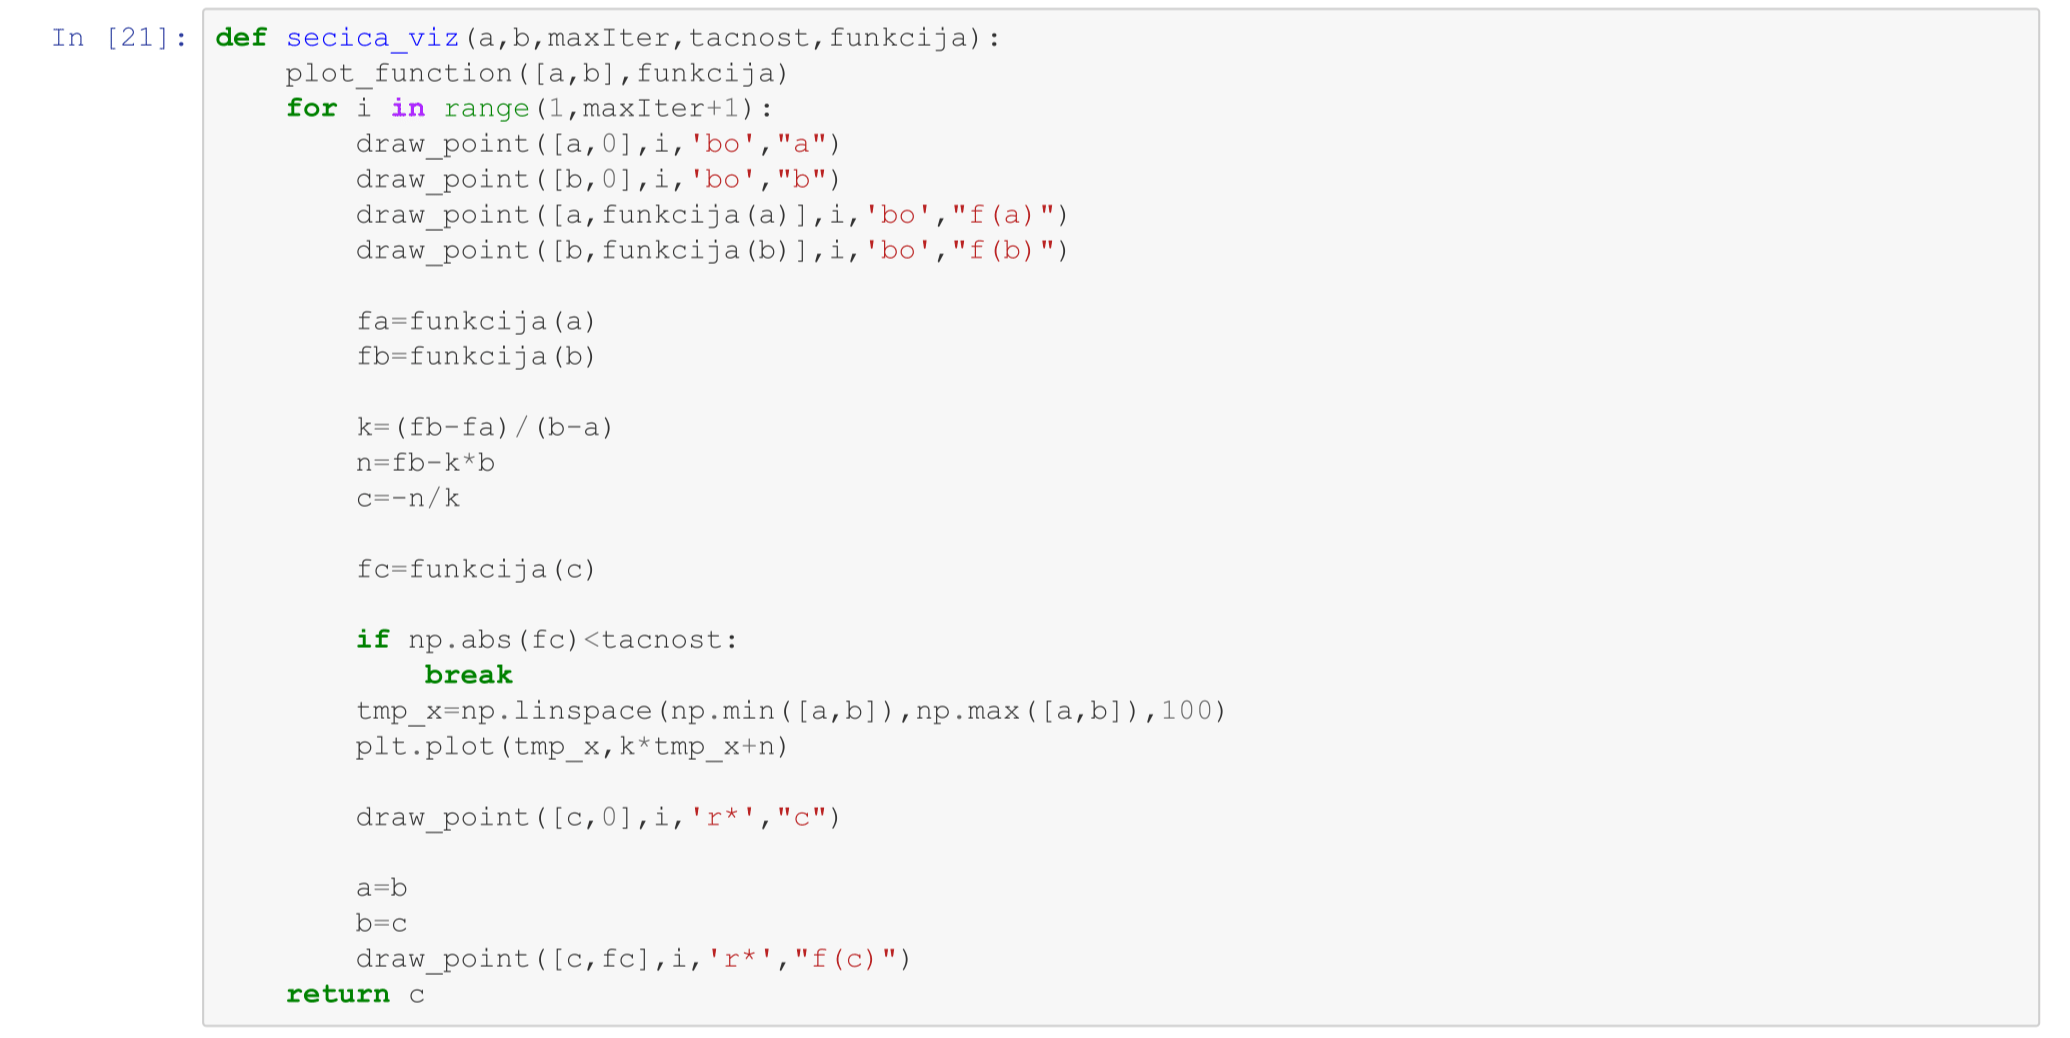 In [21]: def secica_viz(a,b,maxIter,tacnost,funkcija):
    plot_function([a,b],funkcija)
    for i in range(1,maxIter+1):
        draw_point([a,0],i,'bo',"a")
        draw_point([b,0],i,'bo',"b")
        draw_point([a,funkcija(a)],i,'bo',"f(a)")
        draw_point([b,funkcija(b)],i,'bo',"f(b)")
        fa=funkcija(a)
        fb=funkcija(b)
        k=(fb-fa)/(b-a)
        n=fb-k*b
        c=-n/k
        fc=funkcija(c)
        if np.abs(fc)<tacnost:
            break
        tmp_x=np.linspace(np.min([a,b]),np.max([a,b]),100)
        plt.plot(tmp_x,k*tmp_x+n)
        draw_point([c,0],i,'r*',"c")
        a=b
        b=c
        draw_point([c,fc],i,'r*',"f(c)")
    return c